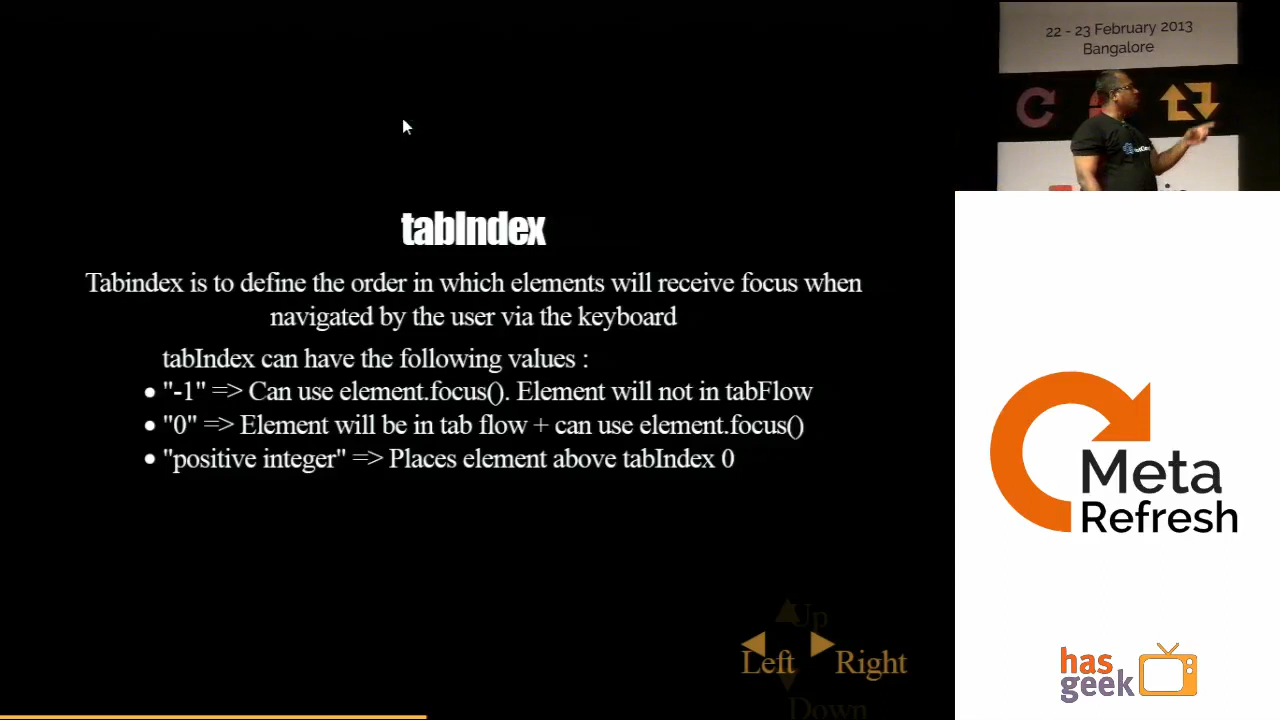 22 - 23 February 2013
Bangalore
tabIndex
Tabindex is to define the order in which elements will receive focus when
navigated by the user via the keyboard
tabIndex can have the following values :
• "-1" => Can use element.focus(). Element will not in tabFlow
• "0" => Element will be in tab flow + can use element.focus()
• "positive integer" => Places element above tabIndex 0
Up
Left Right
Down
Meta
Refresh
has
geek